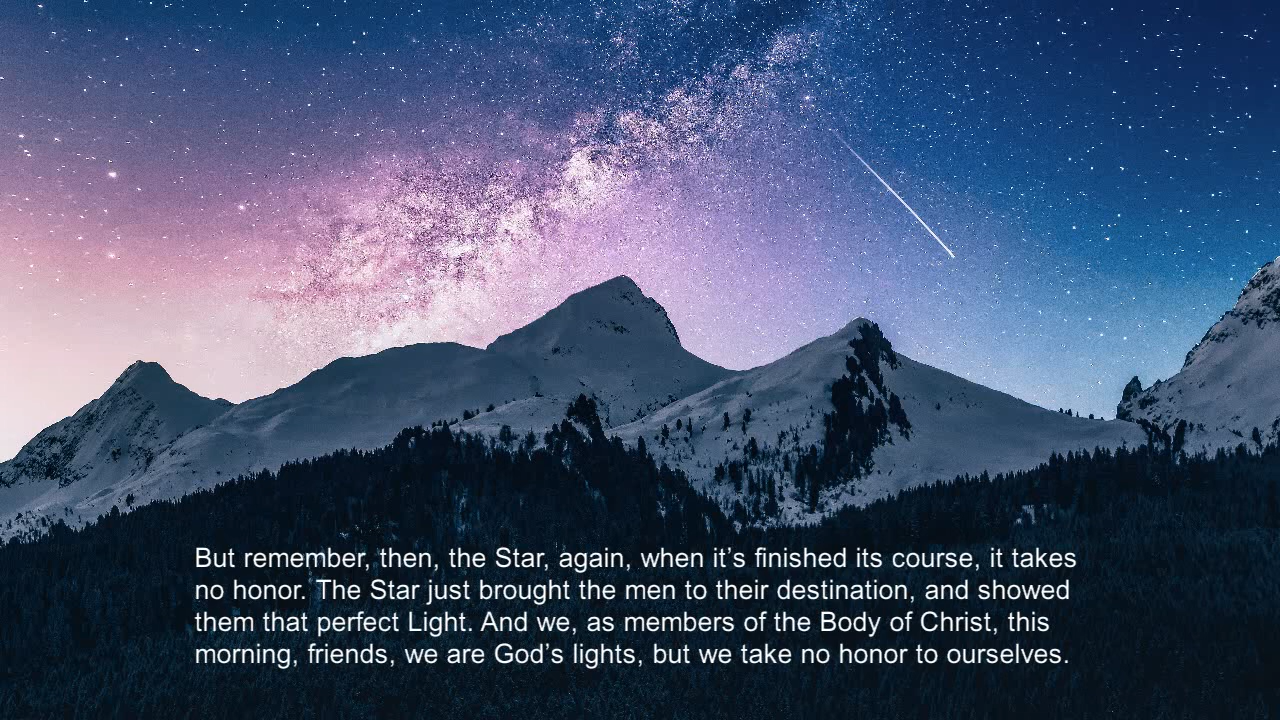 But remember, then, the Star, again, when it’s finished its course, it takes
no honor. The Star just brought the men to their destination, and showed
them that perfect Light. And we, as members of the Body of Christ, this
morning, friends, we are God’s lights, but we take no honor to ourselves.